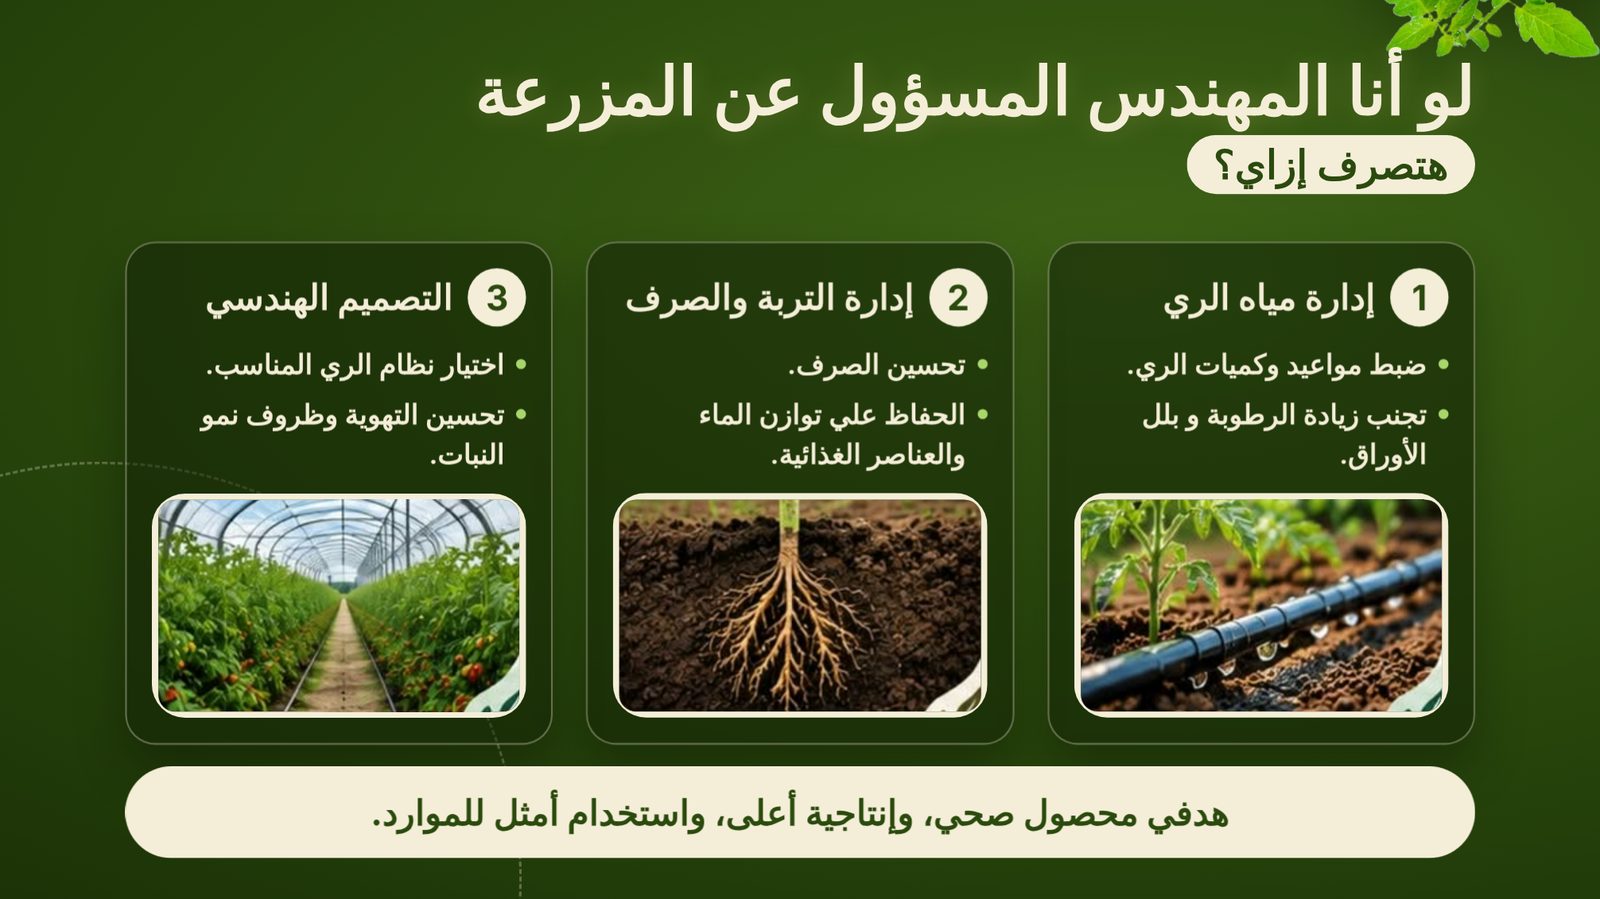 لو أنا المهندس المسؤول عن المزرعة
هتصرف إزاي؟
1 إدارة مياه الري
• ضبط مواعيد وكميات الري.
• تجنب زيادة الرطوبة و بلل
الأوراق.
2 إدارة التربة والصرف
• تحسين الصرف.
• الحفاظ علي توازن الماء
والعناصر الغذائية.
3 التصميم الهندسي
• اختيار نظام الري المناسب.
• تحسين التهوية وظروف نمو
النبات.
هدفي محصول صحي، وإنتاجية أعلى، واستخدام أمثل للموارد.